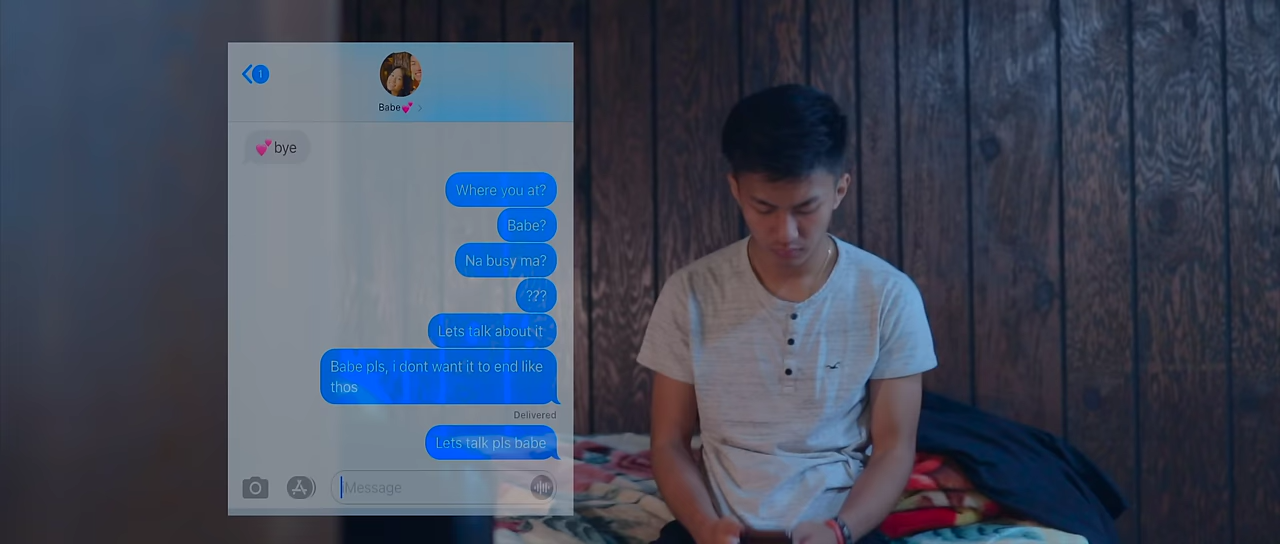 1
Babe💕
💕bye
Where you at?
Babe?
Na busy ma?
???
Lets talk about it
Babe pls, i dont want it to end like
thos
Delivered
Lets talk pls babe
iMessage